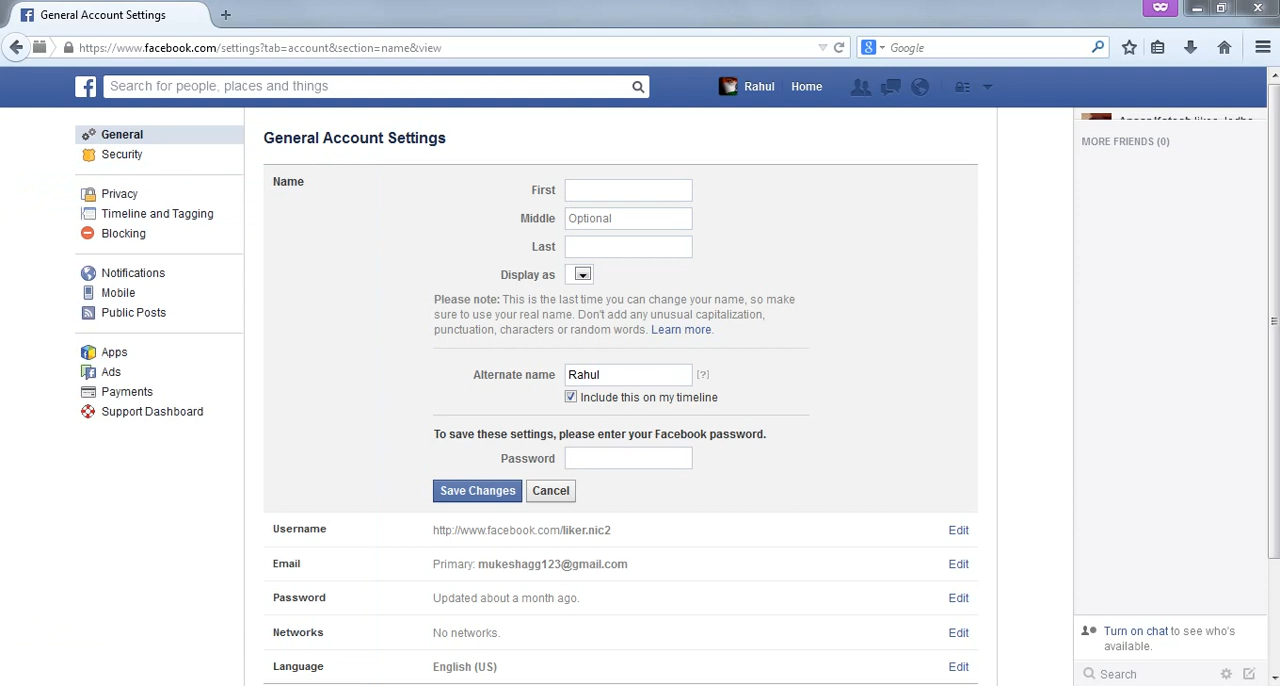 General Account Settings
https://www.facebook.com/settings?tab=account&section=name&view
Google
Search for people, places and things
Rahul
Home
General
Security
Privacy
Timeline and Tagging
Blocking
Notifications
Mobile
Public Posts
Apps
Ads
Payments
Support Dashboard
General Account Settings
Name
First
Middle Optional
Last
Display as
Please note: This is the last time you can change your name, so make
sure to use your real name. Don't add any unusual capitalization,
punctuation, characters or random words. Learn more.
Alternate name Rahul [?]
Include this on my timeline
To save these settings, please enter your Facebook password.
Password
Save Changes Cancel
Username http://www.facebook.com/liker.nic2 Edit
Email Primary: mukeshagg123@gmail.com Edit
Password Updated about a month ago. Edit
Networks No networks. Edit
Language English (US) Edit
MORE FRIENDS (0)
Turn on chat to see who's
available.
Search